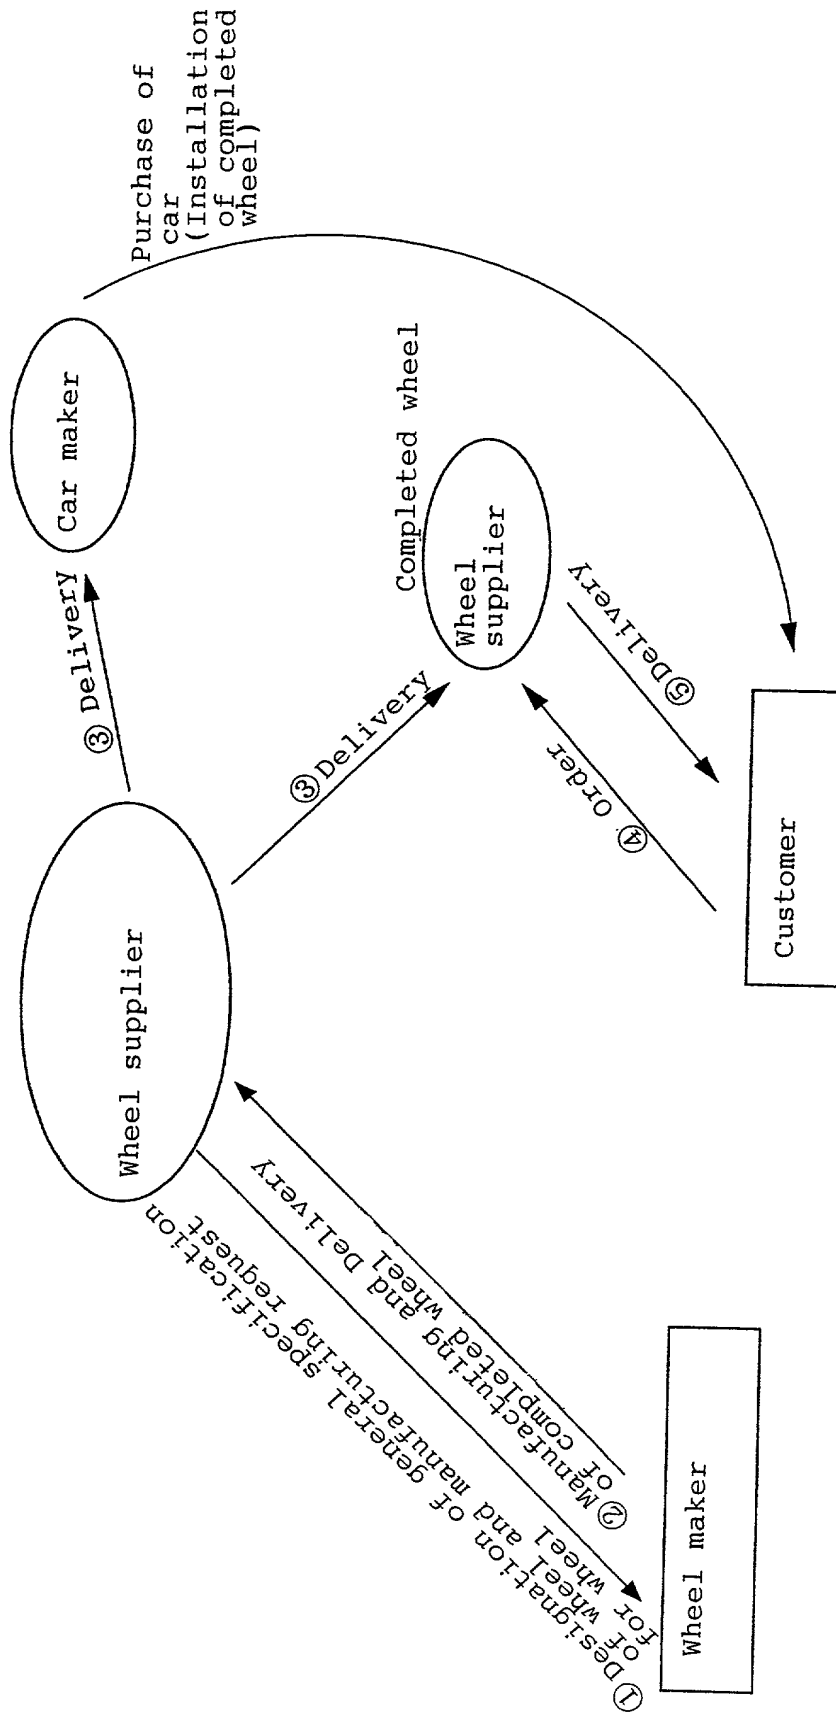 Purchase of
car
(Installation
of completed
wheel)
Car maker
③ Delivery
Wheel supplier
③ Delivery
Completed wheel
Wheel
supplier
① Designation of general specification
of wheel and manufacturing request
for wheel
② Manufacturing and Delivery
of completed wheel
④ Order
⑤ Delivery
Wheel maker
Customer